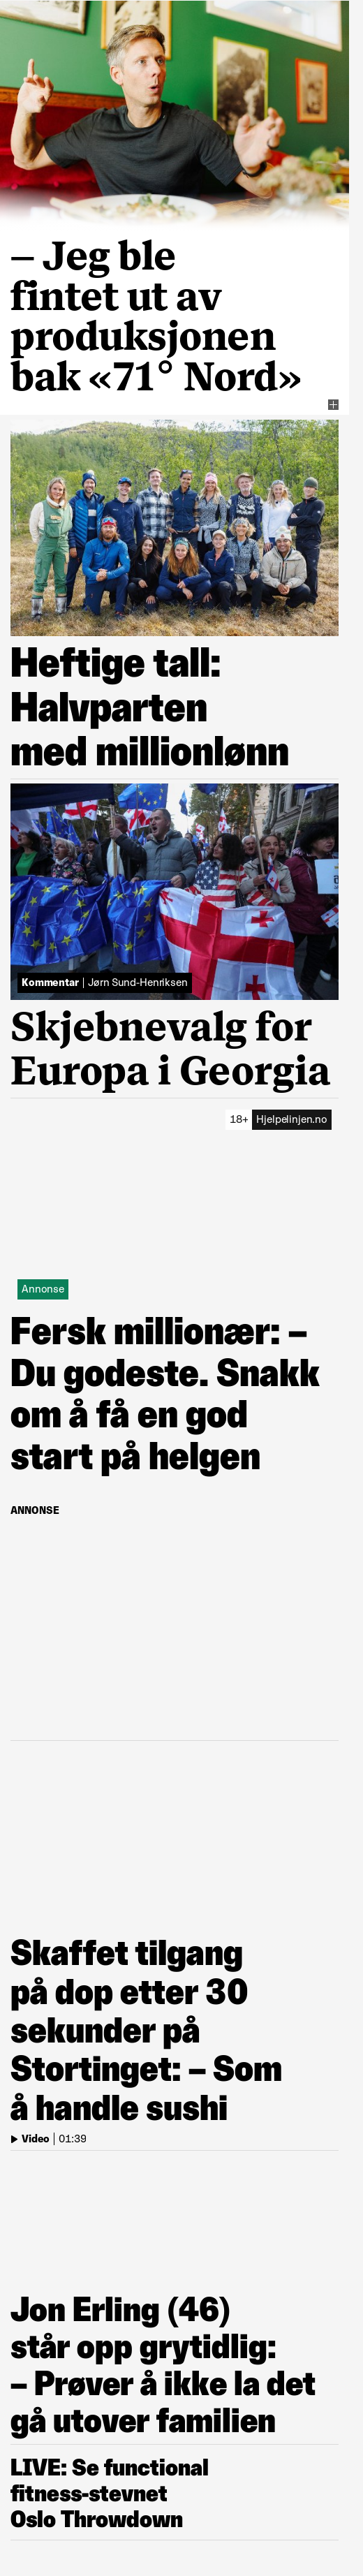 – Jeg ble
fintet ut av
produksjonen
bak «71° Nord»
Heftige tall:
Halvparten
med millionlønn
Kommentar | Jørn Sund-Henriksen
Skjebnevalg for
Europa i Georgia
18+ Hjelpelinjen.no
Annonse
Fersk millionær: –
Du godeste. Snakk
om å få en god
start på helgen
ANNONSE
Skaffet tilgang
på dop etter 30
sekunder på
Stortinget: – Som
å handle sushi
Video | 01:39
Jon Erling (46)
står opp grytidlig:
– Prøver å ikke la det
gå utover familien
LIVE: Se functional
fitness-stevnet
Oslo Throwdown